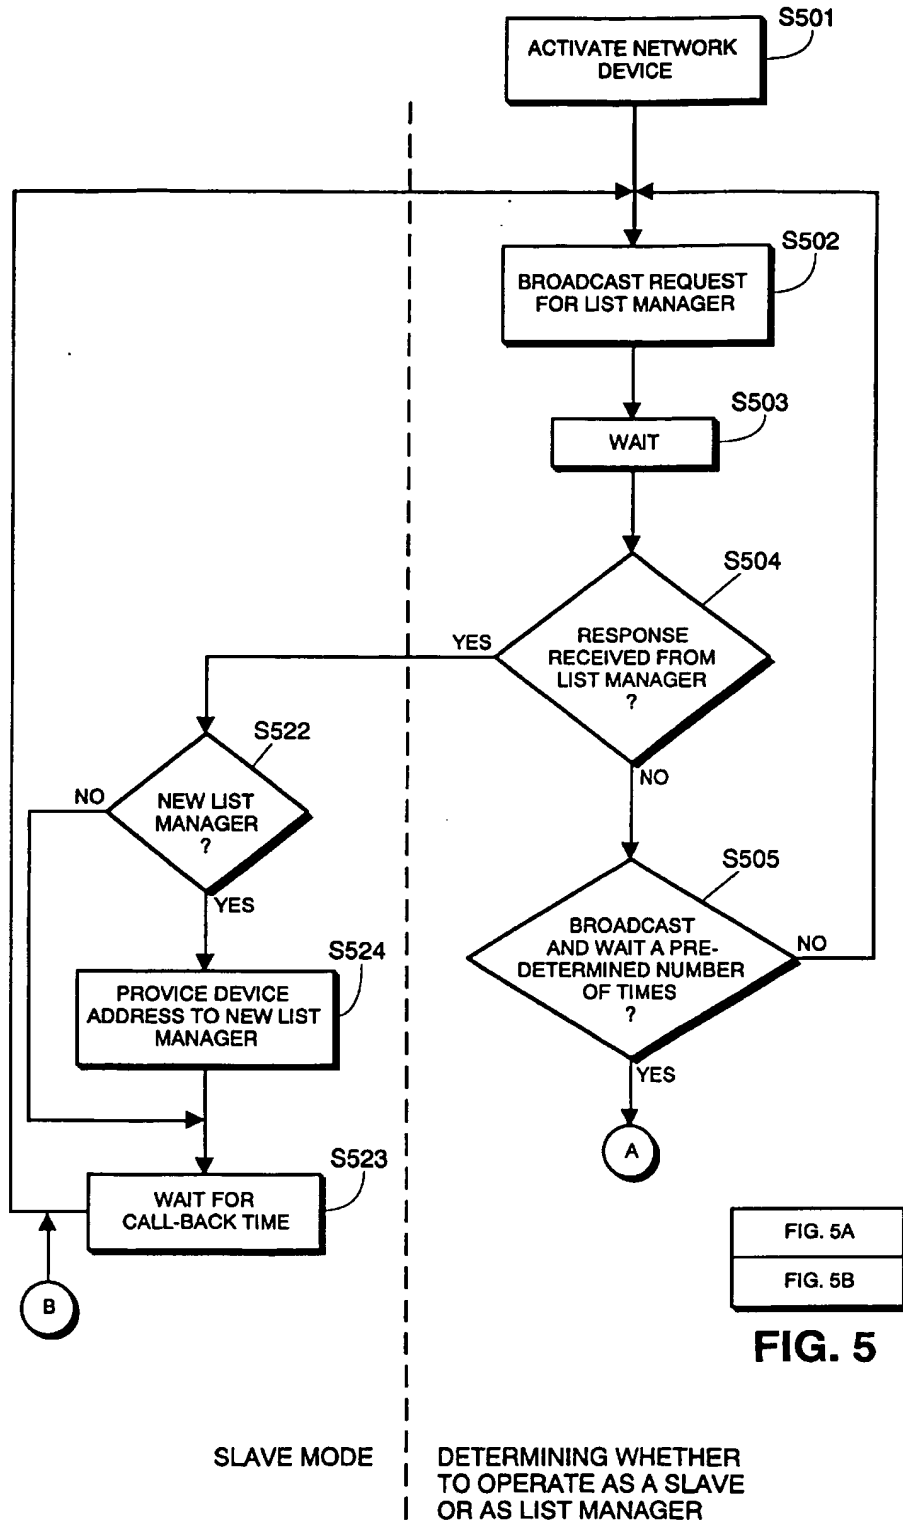 S501
ACTIVATE NETWORK
DEVICE
S502
BROADCAST REQUEST
FOR LIST MANAGER
S503
WAIT
S504
RESPONSE
RECEIVED FROM
LIST MANAGER
?
YES
NO
S522
NEW LIST
MANAGER
?
NO
YES
S505
BROADCAST
AND WAIT A PRE-
DETERMINED NUMBER
OF TIMES
?
NO
YES
S524
PROVICE DEVICE
ADDRESS TO NEW LIST
MANAGER
A
S523
WAIT FOR
CALL-BACK TIME
B
FIG. 5A
FIG. 5B
FIG. 5
SLAVE MODE
DETERMINING WHETHER
TO OPERATE AS A SLAVE
OR AS LIST MANAGER